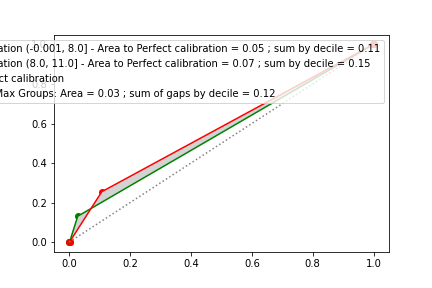 ation (-0.001, 8.0] - Area to Perfect calibration = 0.05 ; sum by decile = 0.11
ation (8.0, 11.0] - Area to Perfect calibration = 0.07 ; sum by decile = 0.15
ct calibration
Max Groups: Area = 0.03 ; sum of gaps by decile = 0.12
0.6
0.4
0.2
0.0
0.0 0.2 0.4 0.6 0.8 1.0